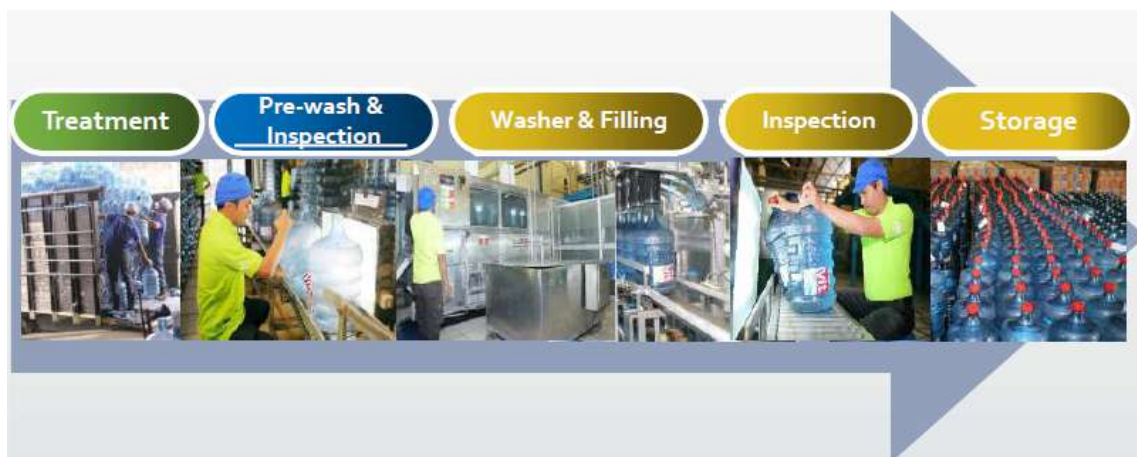 Treatment
Pre-wash &
Inspection
Washer & Filling
Inspection
Storage